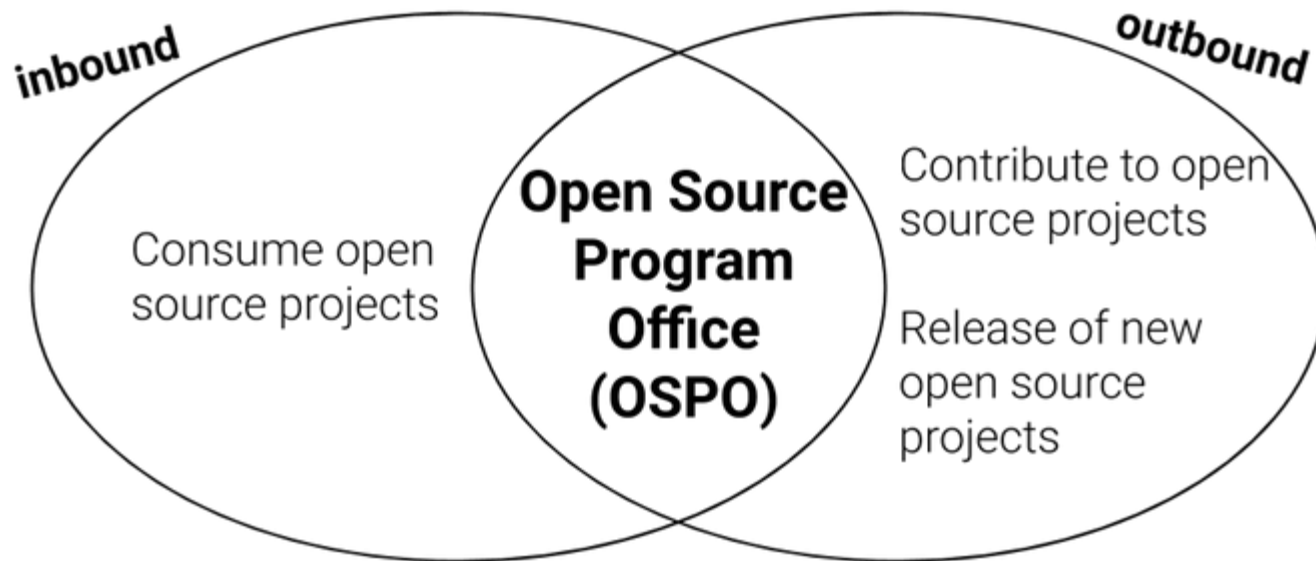 inbound
outbound
Consume open
source projects
Open Source
Program
Office
(OSPO)
Contribute to open
source projects
Release of new
open source
projects